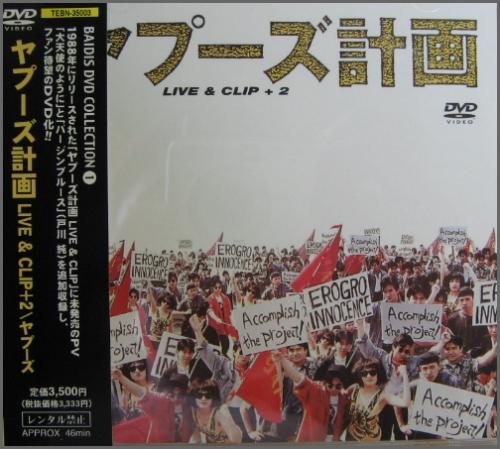 TEBN-35003
DVD
VIDEO
BAIDIS DVD COLLECTION 1
1988年にリリースされた「ヤプーズ計画 LIVE & CLIP」に未発売のPV
「大天使のように」と「バージンブルース」(戸川 純)を追加収録し、
ファン待望のDVD化!!
ヤプーズ計画 LIVE & CLIP+2/ヤプーズ
定価3,500円
(税抜価格3,333円)
レンタル禁止
APPROX 46min
ヤプーズ計画
LIVE & CLIP + 2
DVD
VIDEO
EROGRO
INNOCENCE
Accomplish
the project!
Accomplish
the project!
EROGRO
INNOCENCE
Accomplish
the project!
Accomplish
the project!
EROGRO
INNOCENCE
Accomplish
the project!